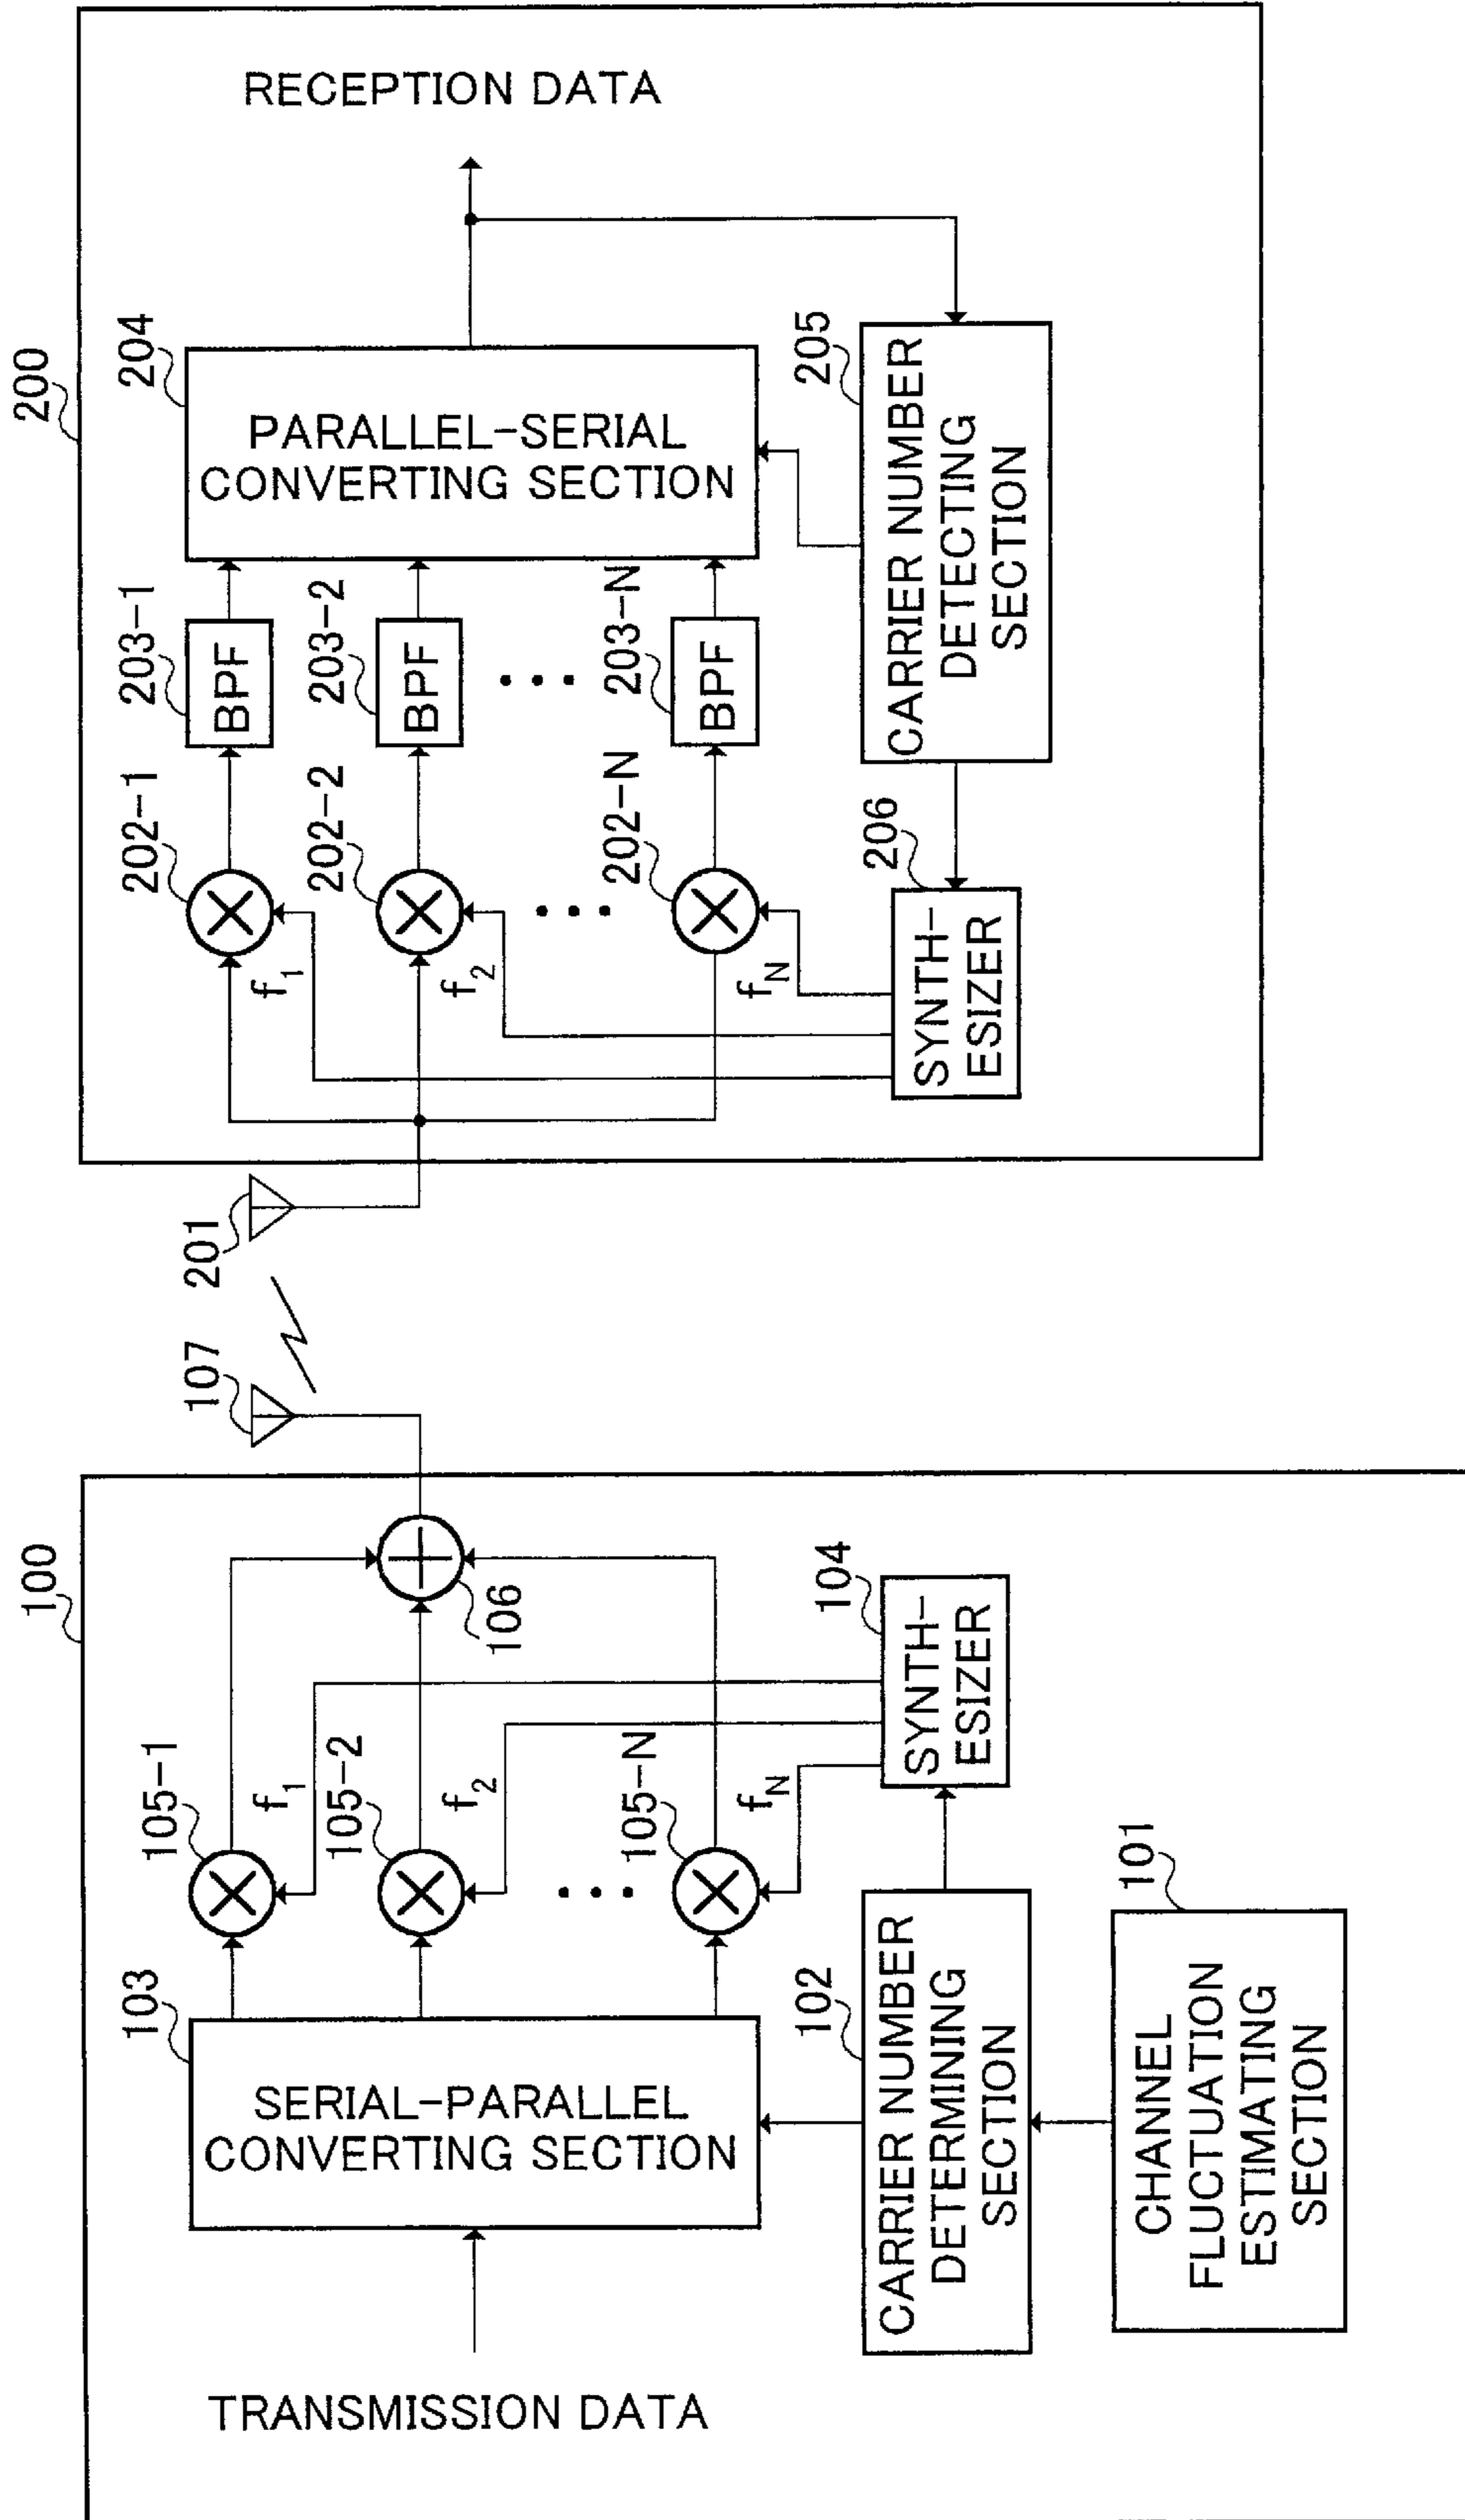 100
TRANSMISSION DATA
103
SERIAL-PARALLEL
CONVERTING SECTION
105-1
f1
105-2
f2
105-N
fN
106
107
102
CARRIER NUMBER
DETERMINING
SECTION
104
SYNTH-
ESIZER
101
CHANNEL
FLUCTUATION
ESTIMATING
SECTION
200
201
202-1
f1
202-2
f2
202-N
fN
203-1
BPF
203-2
BPF
203-N
BPF
204
PARALLEL-SERIAL
CONVERTING SECTION
RECEPTION DATA
206
SYNTH-
ESIZER
205
CARRIER NUMBER
DETECTING
SECTION